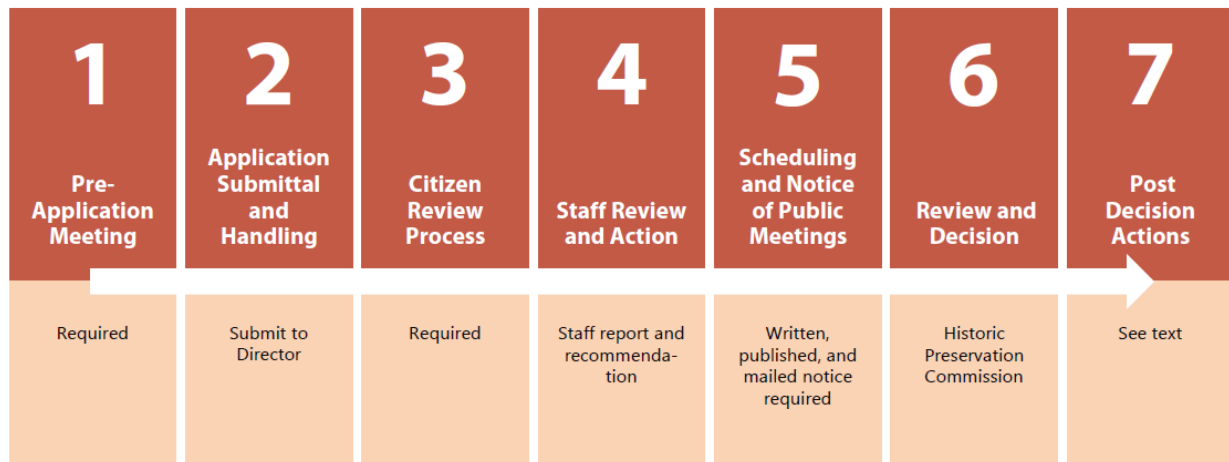 1
Pre-
Application
Meeting
Required
2
Application
Submittal
and
Handling
Submit to
Director
3
Citizen
Review
Process
Required
4
Staff Review
and Action
Staff report and
recommenda-
tion
5
Scheduling
and Notice
of Public
Meetings
Written,
published, and
mailed notice
required
6
Review and
Decision
Historic
Preservation
Commission
7
Post
Decision
Actions
See text